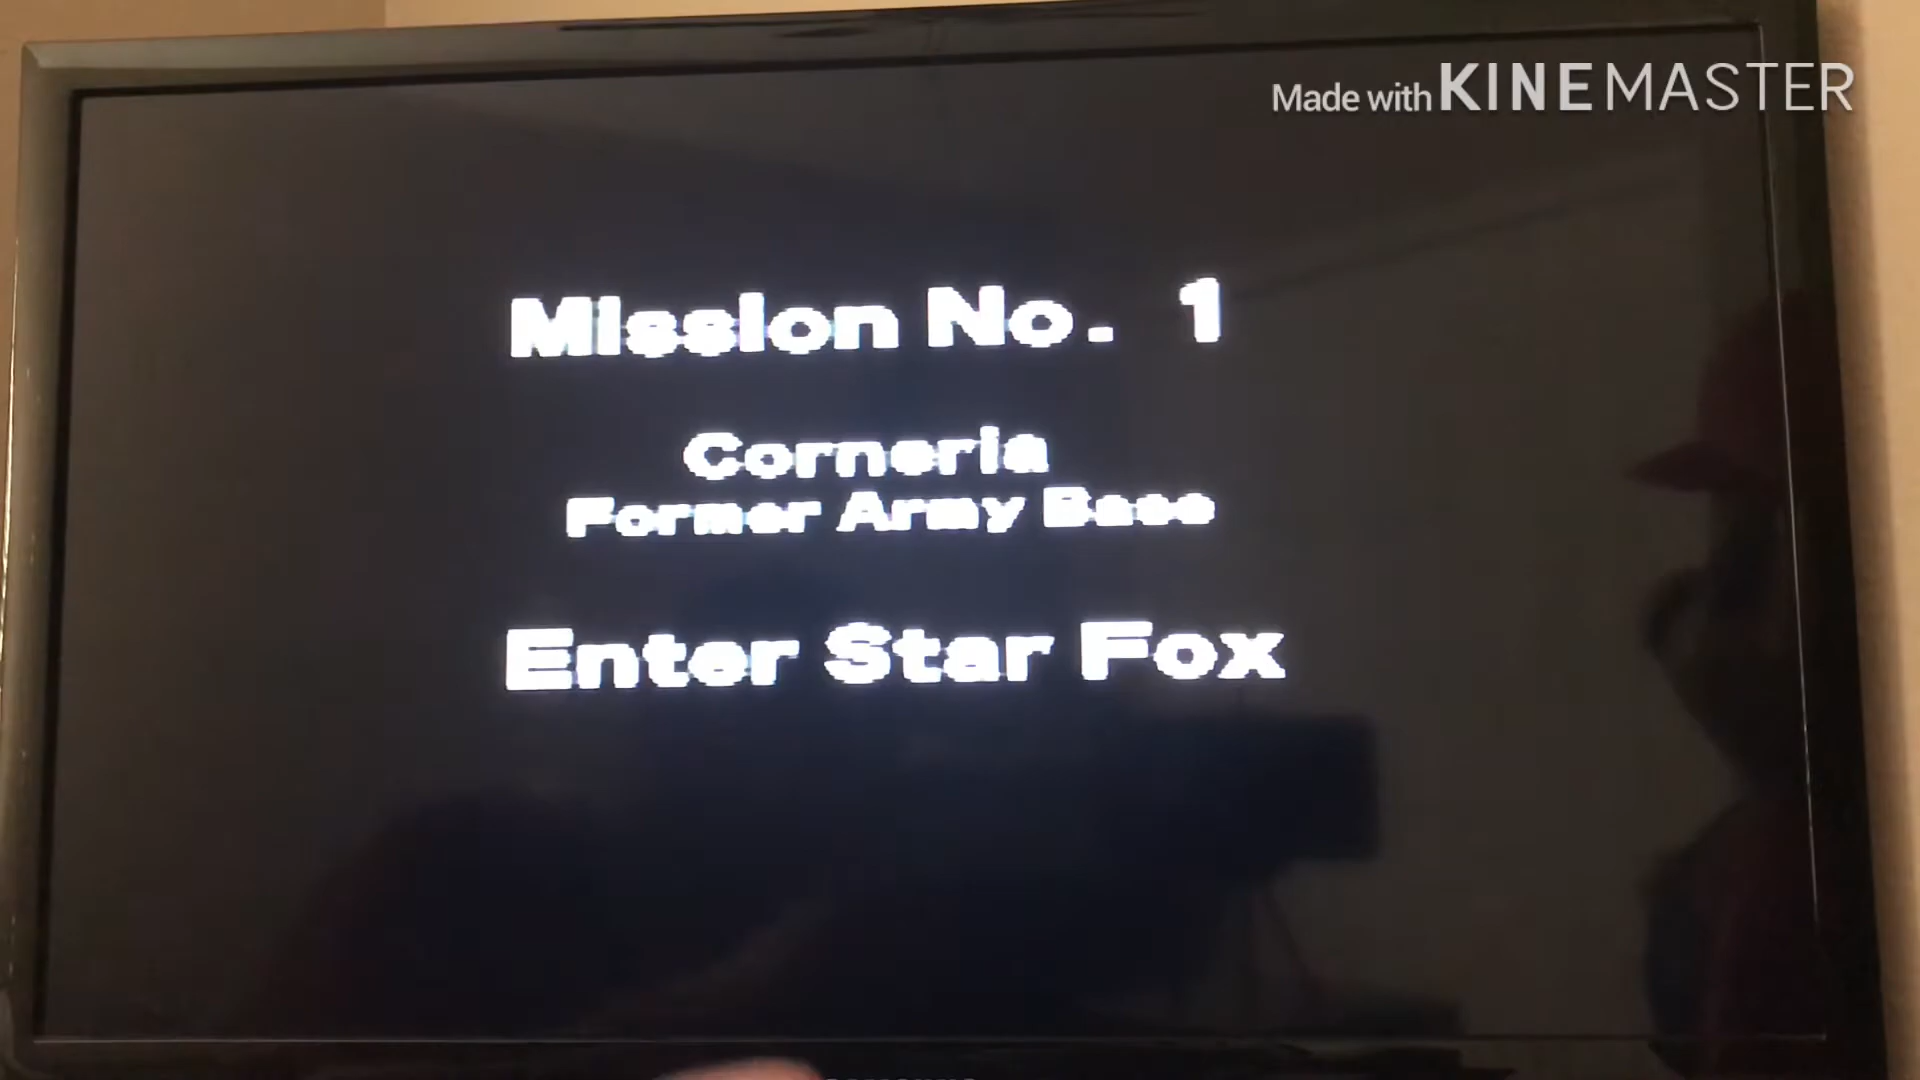 Made with KINEMASTER
Mission No. 1
Corneria
Former Army Base
Enter Star Fox